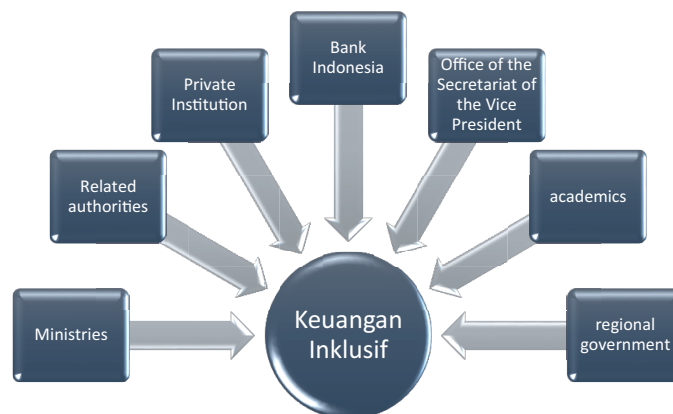 Bank
Indonesia
Office of the
Secretariat of
the Vice
President
Private
Institution
Related
authorities
academics
Ministries
Keuangan
Inklusif
regional
government